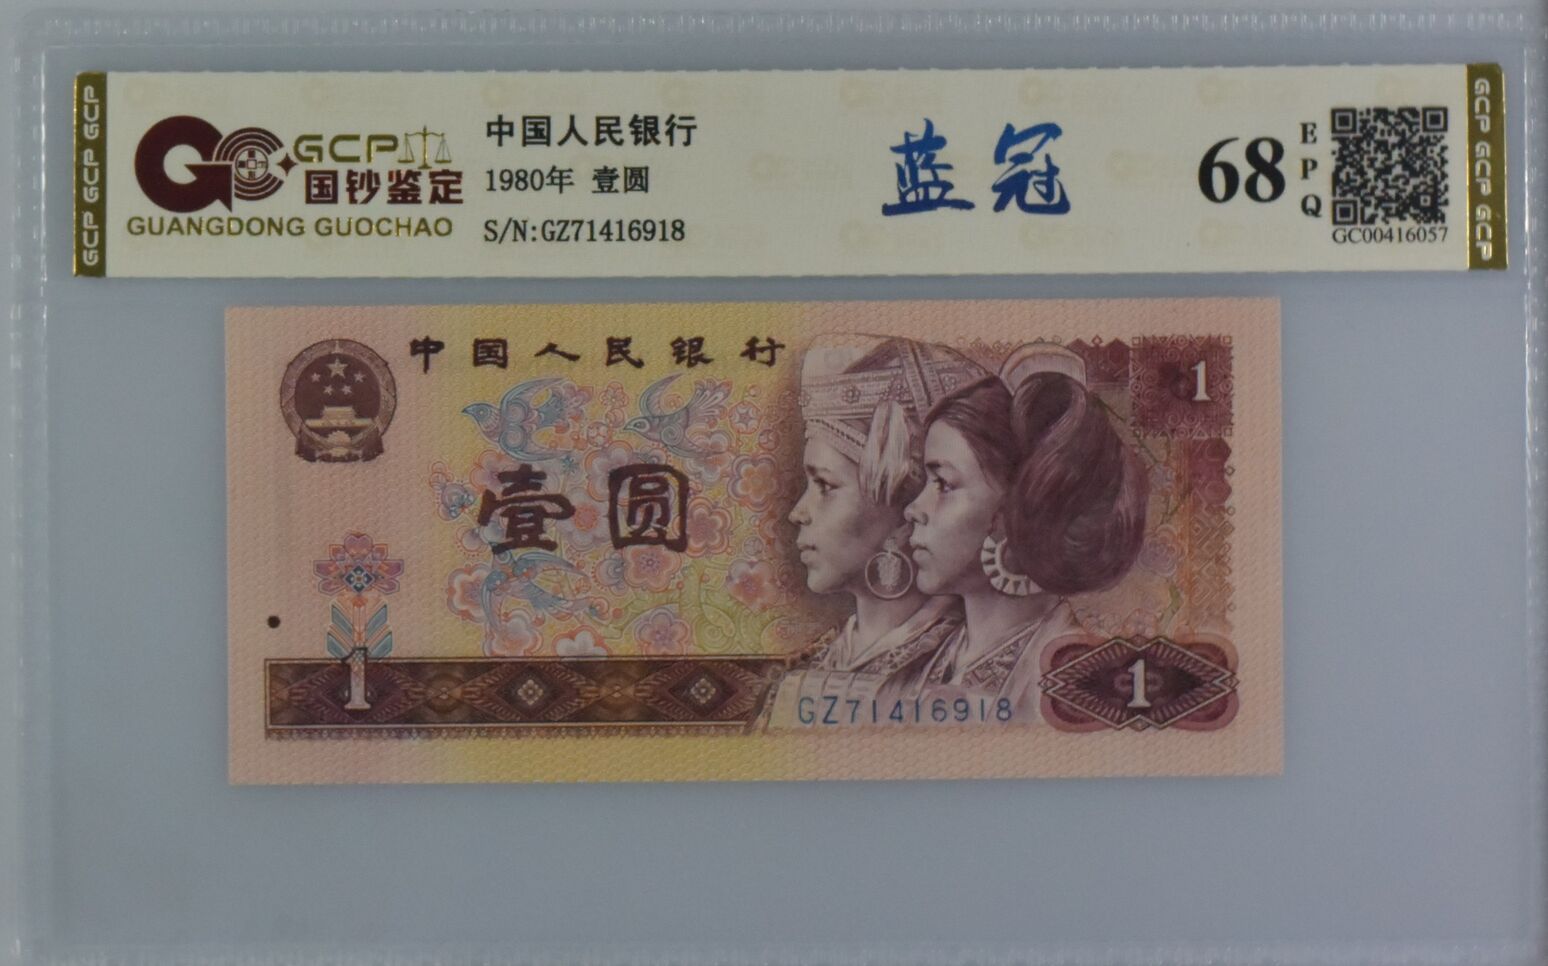 GCP GCP GCP
GCP
国钞鉴定
GUANGDONG GUOCHAO
中国人民银行
1980年 壹圆
S/N:GZ71416918
蓝冠
68
EPQ
GC00416057
GCP GCP GCP
中国人民银行
1
壹圆
1
GZ71416918
1